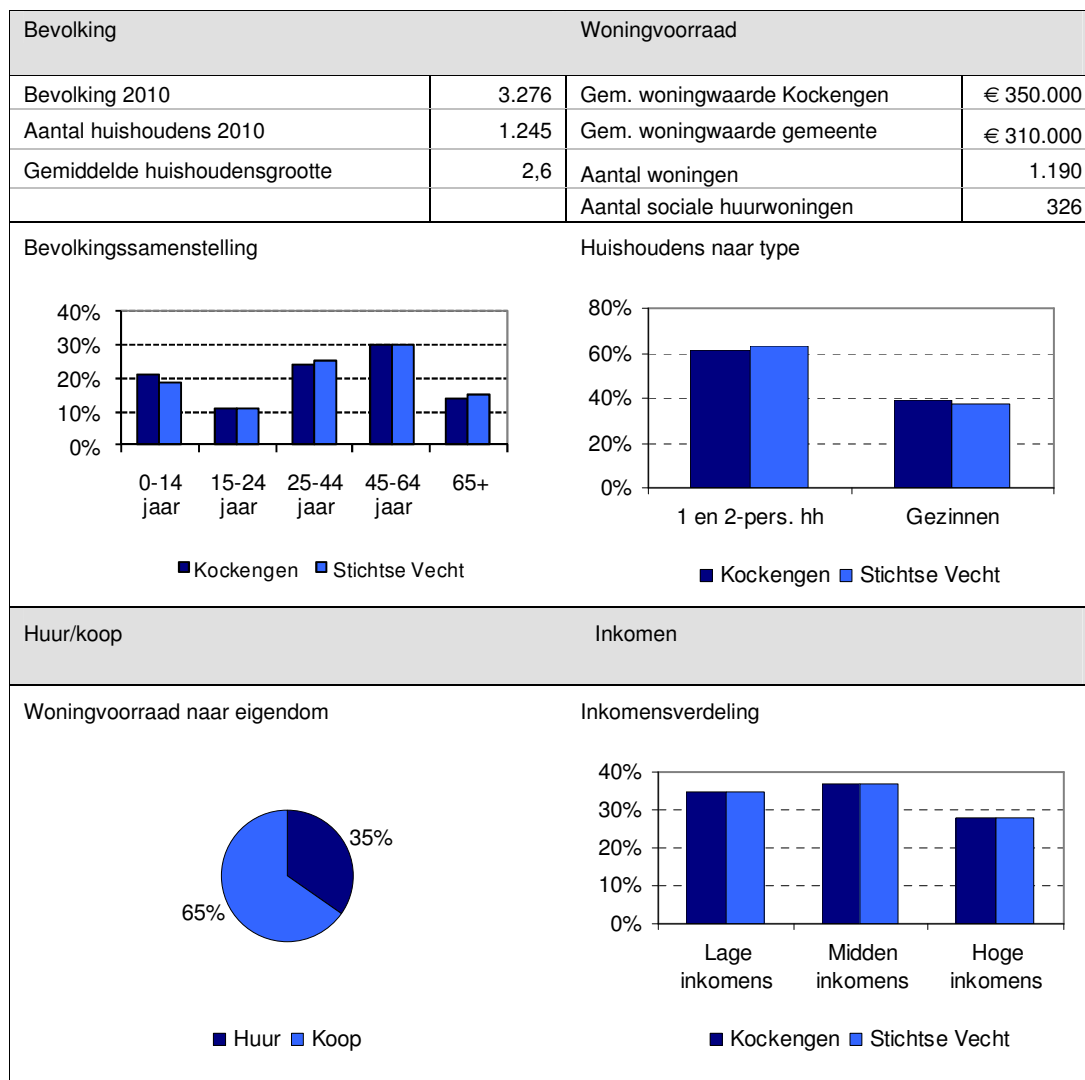 Bevolking
Woningvoorraad
Bevolking 2010 3.276 Gem. woningwaarde Kockengen € 350.000
Aantal huishoudens 2010 1.245 Gem. woningwaarde gemeente € 310.000
Gemiddelde huishoudensgrootte 2,6 Aantal woningen 1.190
Aantal sociale huurwoningen 326
Bevolkingssamenstelling
40%
30%
20%
10%
0%
0-14 15-24 25-44 45-64 65+
jaar jaar jaar jaar
Kockengen Stichtse Vecht
Huishoudens naar type
80%
60%
40%
20%
0%
1 en 2-pers. hh Gezinnen
Kockengen Stichtse Vecht
Huur/koop
Inkomen
Woningvoorraad naar eigendom
35%
65%
Huur Koop
Inkomensverdeling
40%
30%
20%
10%
0%
Lage Midden Hoge
inkomens inkomens inkomens
Kockengen Stichtse Vecht